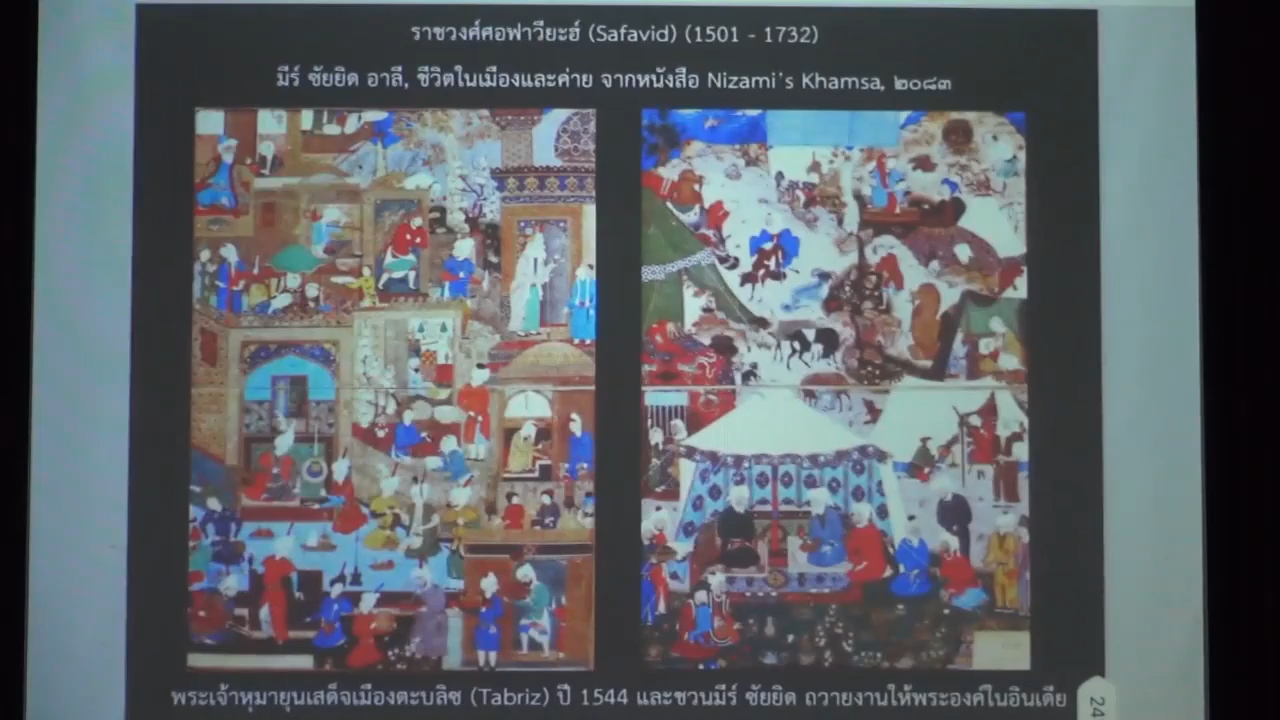 ราชวงศ์ศอฟาวียะฮ์ (Safavid) (1501 - 1732)
มีร์ ซัยยิด อาลี, ชีวิตในเมืองและค่าย จากหนังสือ Nizami's Khamsa, ๒๐๘๓
พระเจ้าหุมายุนเสด็จเมืองตะบลิซ (Tabriz) ปี 1544 และชวนมีร์ ซัยยิด ถวายงานให้พระองค์ในอินเดีย
24